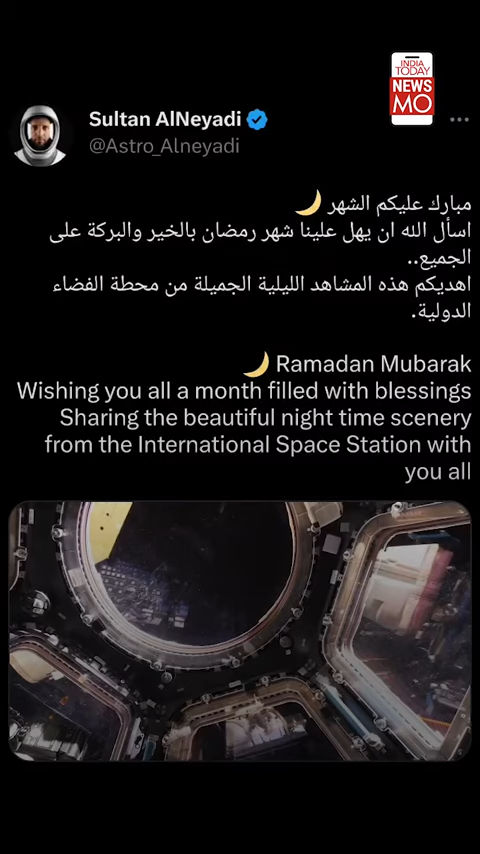 INDIA
TODAY
NEWS
MO
Sultan AlNeyadi
@Astro_Alneyadi
مبارك عليكم الشهر 🌙
اسأل الله ان يهل علينا شهر رمضان بالخير والبركة على
الجميع..
اهديكم هذه المشاهد الليلية الجميلة من محطة الفضاء
الدولية.
🌙 Ramadan Mubarak
Wishing you all a month filled with blessings
Sharing the beautiful night time scenery
from the International Space Station with
you all